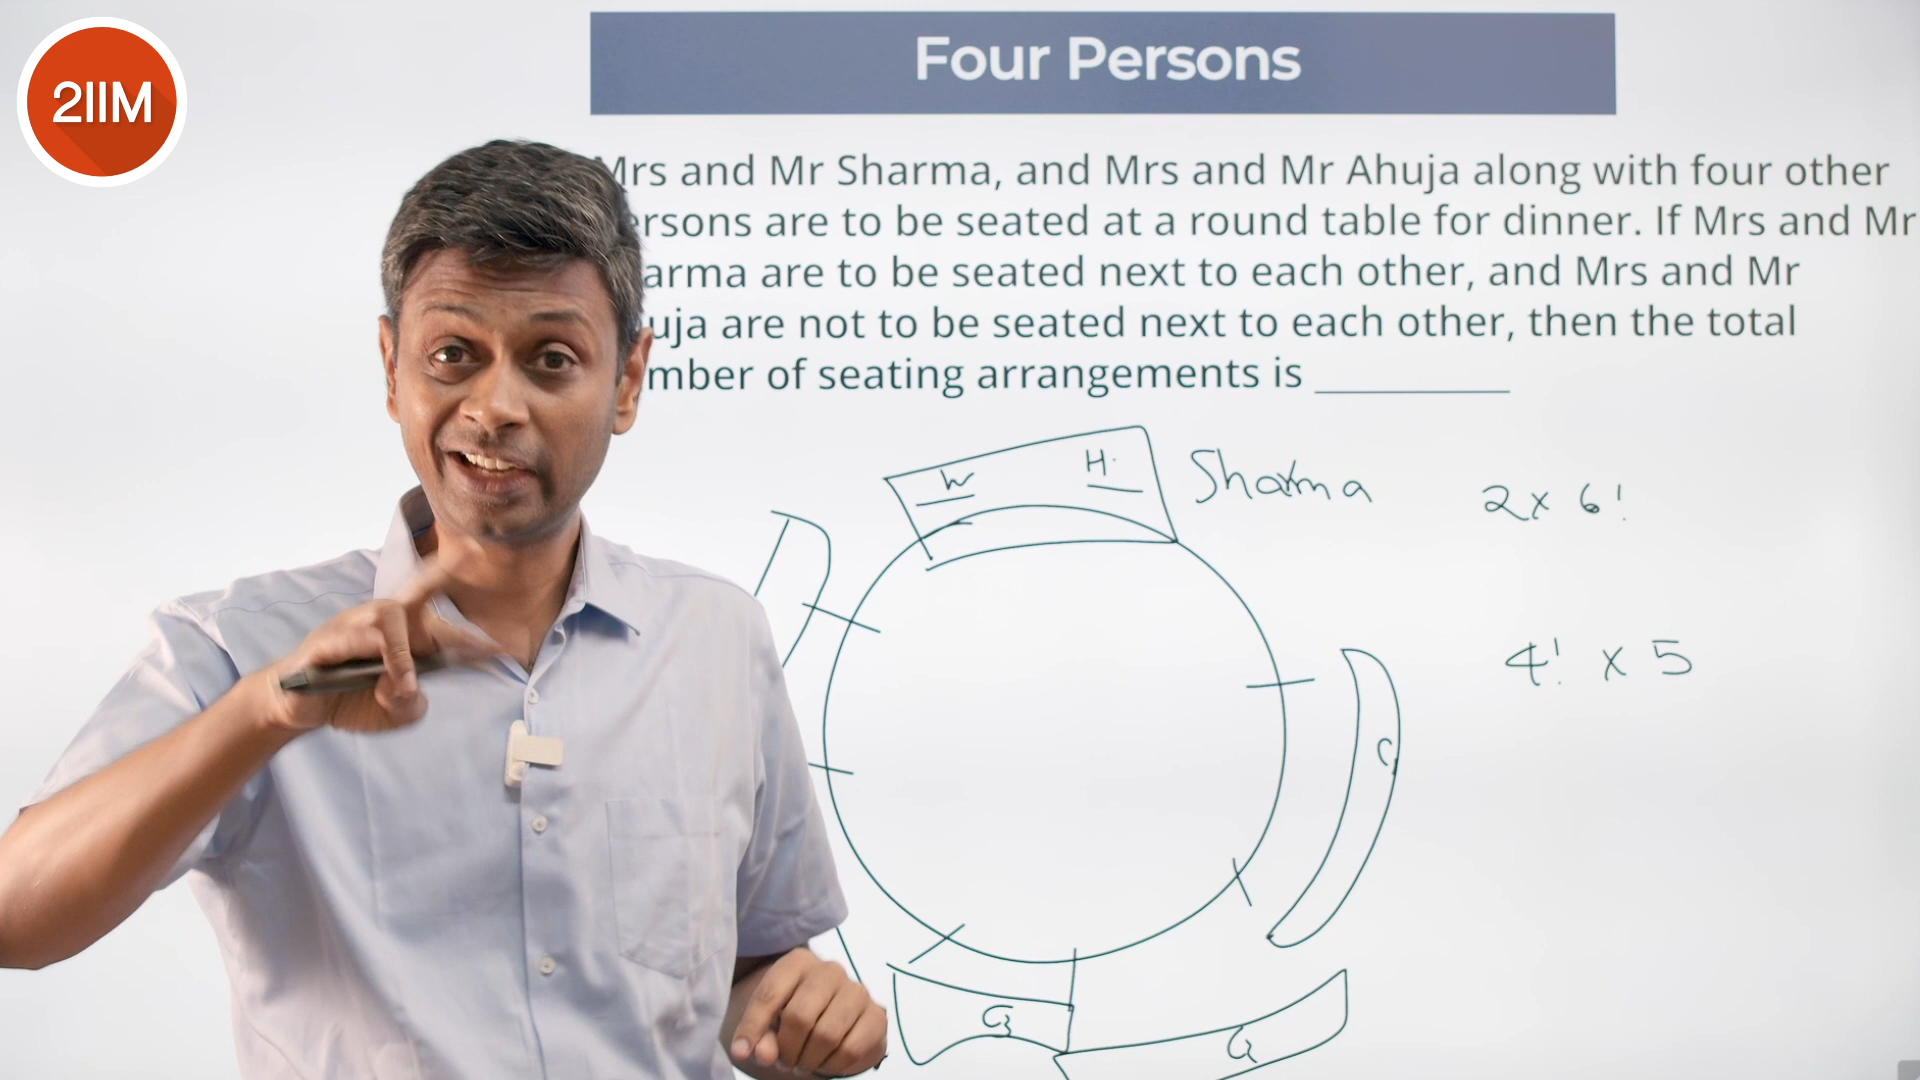 2IIM
Four Persons
Mrs and Mr Sharma, and Mrs and Mr Ahuja along with four other
ersons are to be seated at a round table for dinner. If Mrs and Mr
arma are to be seated next to each other, and Mrs and Mr
uja are not to be seated next to each other, then the total
mber of seating arrangements is __________
W H. Sharma 2 x 6!
4! x 5
G
G
G